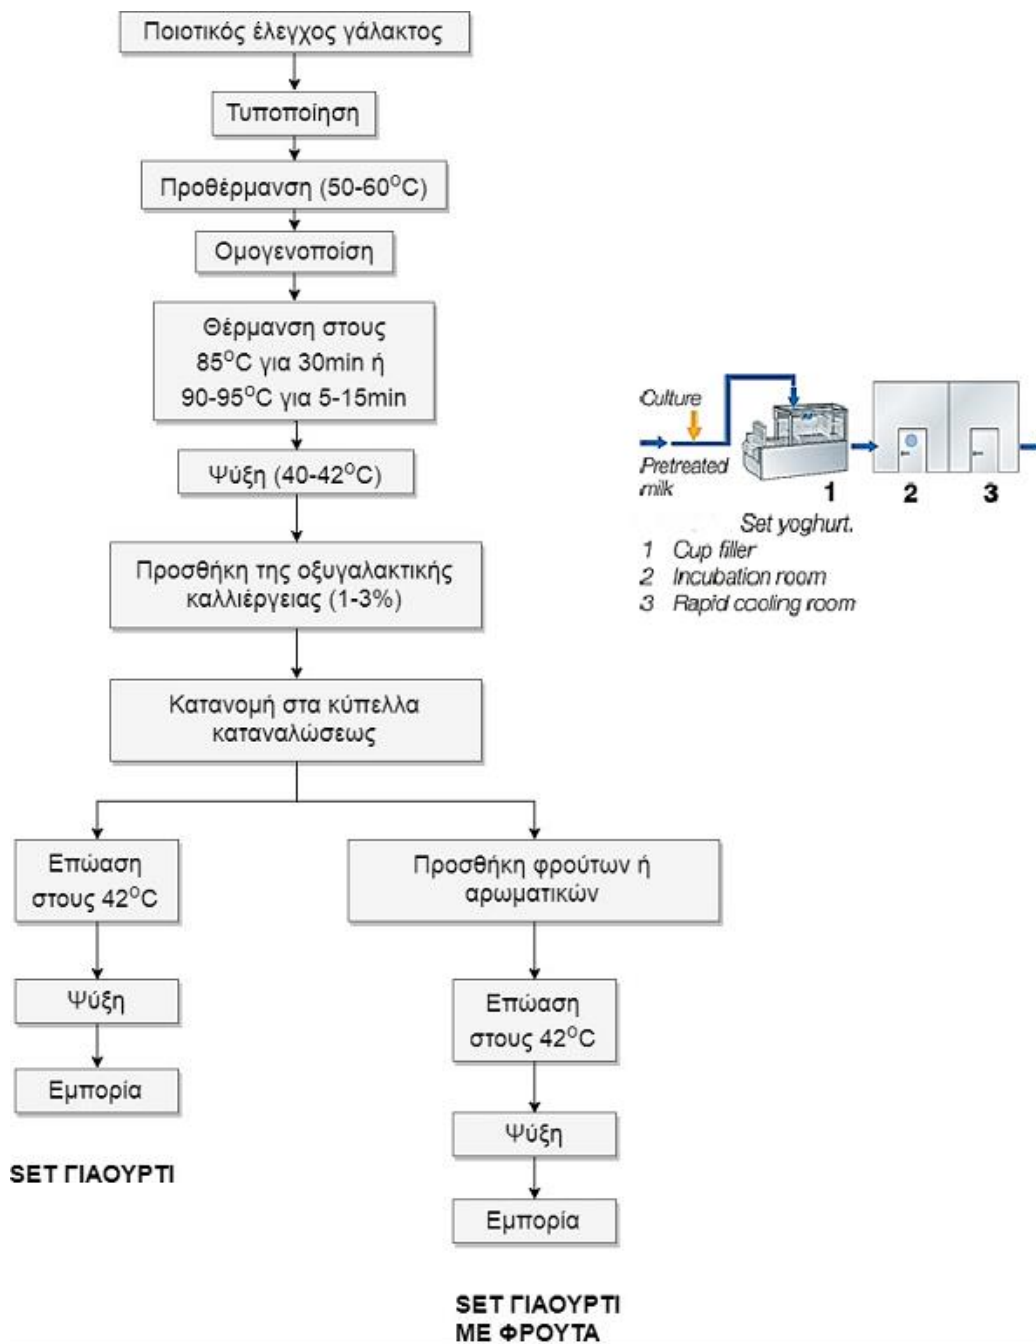 Ποιοτικός έλεγχος γάλακτος
Τυποποίηση
Προθέρμανση (50-60°C)
Ομογενοποίση
Θέρμανση στους
85°C για 30min ή
90-95°C για 5-15min
Ψύξη (40-42°C)
Προσθήκη της οξυγαλακτικής
καλλιέργειας (1-3%)
Κατανομή στα κύπελλα
καταναλώσεως
Επώαση
στους 42°C
Ψύξη
Εμπορία
SET ΓΙΑΟΥΡΤΙ
Προσθήκη φρούτων ή
αρωματικών
Επώαση
στους 42°C
Ψύξη
Εμπορία
SET ΓΙΑΟΥΡΤΙ
ΜΕ ΦΡΟΥΤΑ
Culture
Pretreated
milk
1
2
3
Set yoghurt.
1 Cup filler
2 Incubation room
3 Rapid cooling room